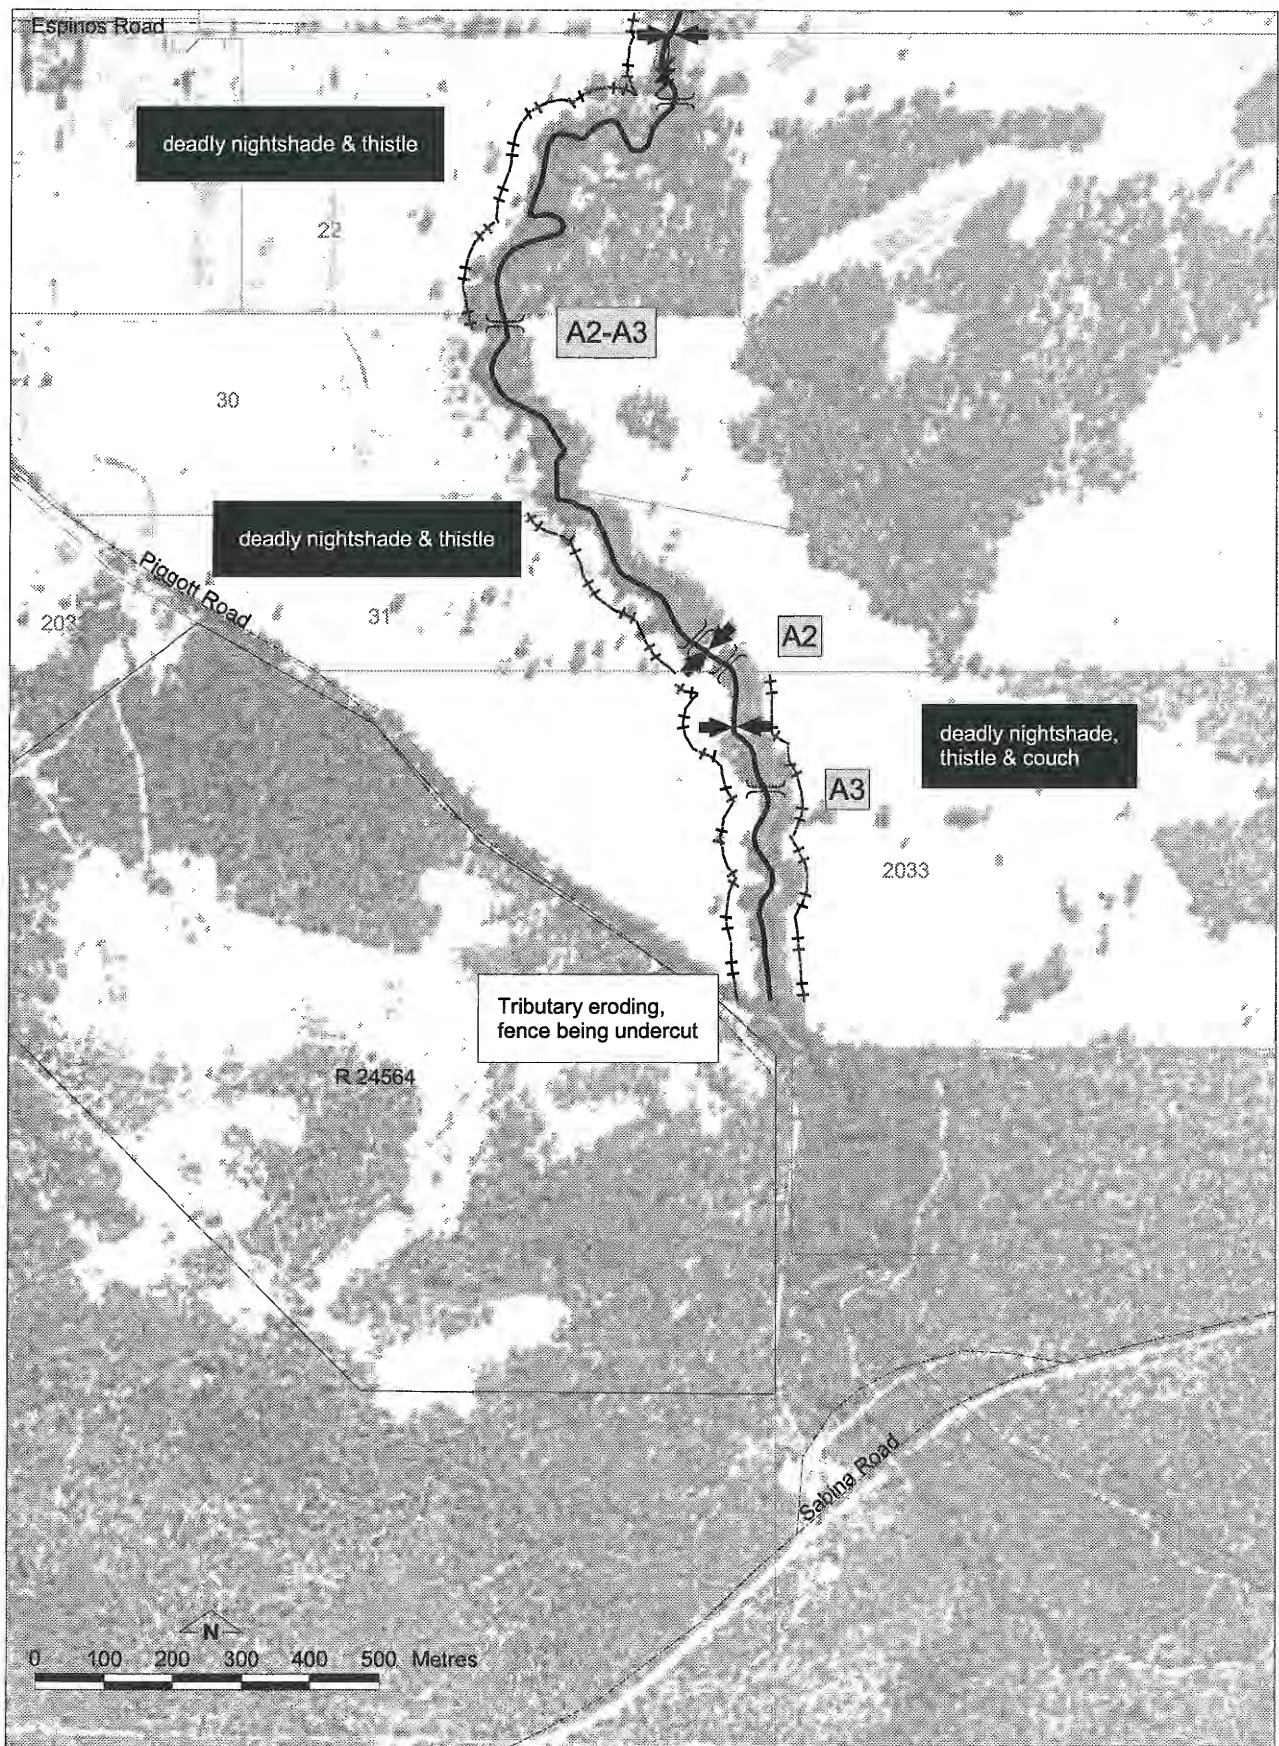 Espinos Road
deadly nightshade & thistle
22
A2-A3
30
deadly nightshade & thistle
Piggott Road
203
31
A2
deadly nightshade,
thistle & couch
A3
2033
Tributary eroding,
fence being undercut
R 24564
Sabina Road
N
0 100 200 300 400 500 Metres